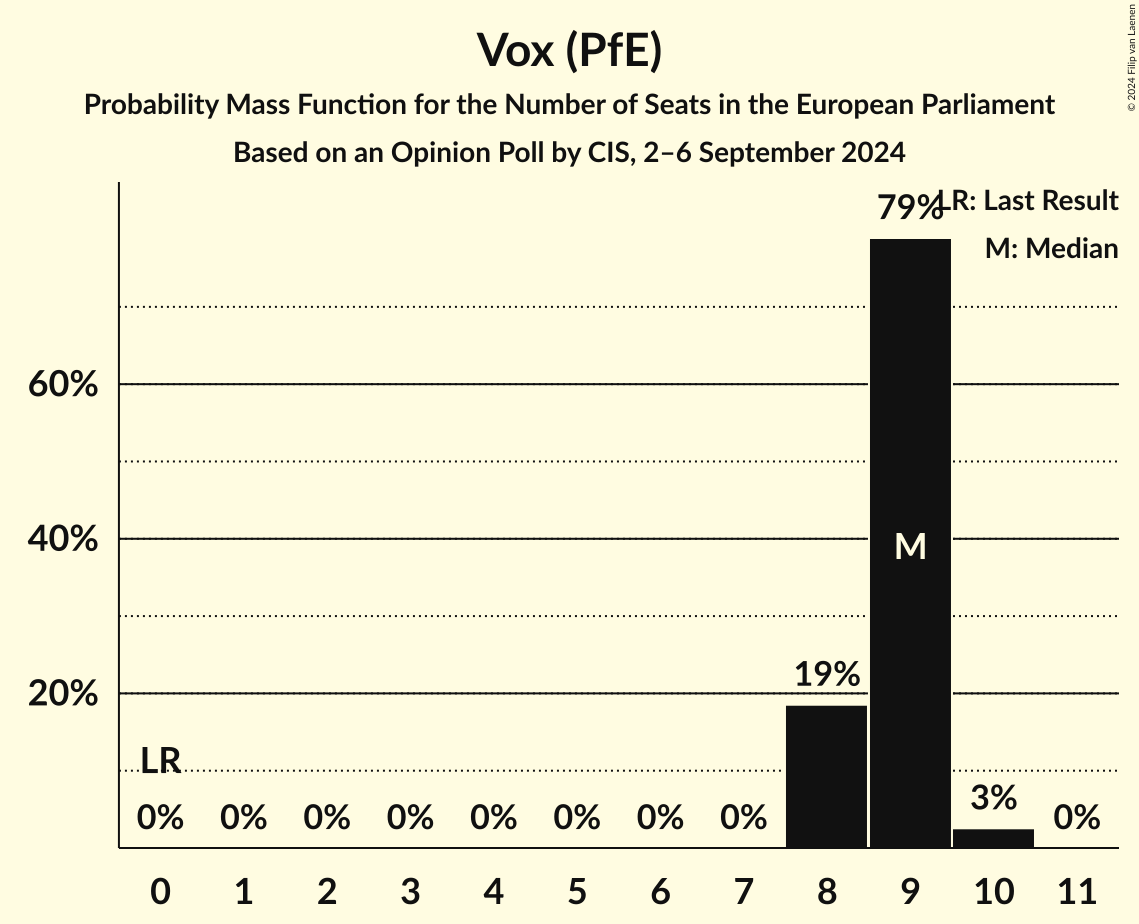 Vox (PfE)
Probability Mass Function for the Number of Seats in the European Parliament
Based on an Opinion Poll by CIS, 2–6 September 2024
© 2024 Filip van Laenen
LR: Last Result
M: Median
79%
60%
40%
20%
M
19%
LR
3%
0% 0% 0% 0% 0% 0% 0% 0% 0%
0 1 2 3 4 5 6 7 8 9 10 11